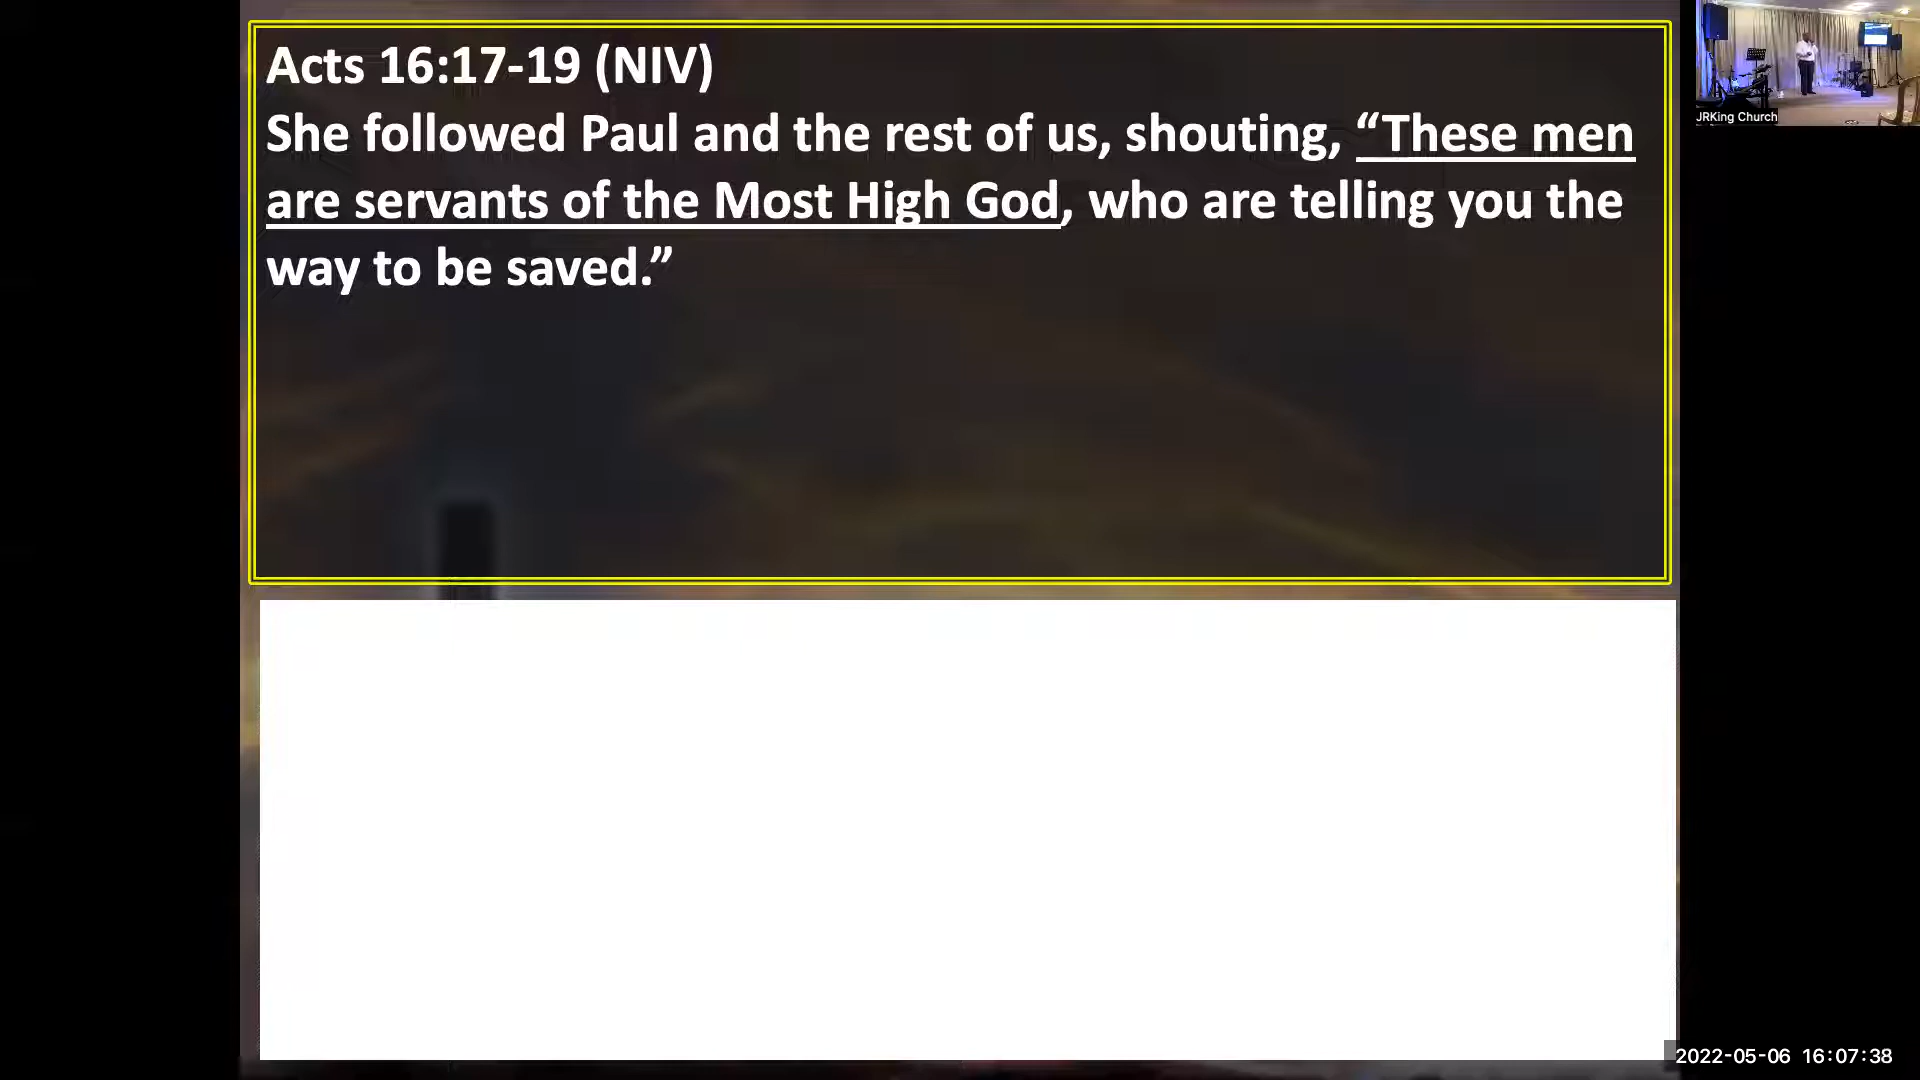 Acts 16:17-19 (NIV)
She followed Paul and the rest of us, shouting, “These men
are servants of the Most High God, who are telling you the
way to be saved.”
JRKing Church
2022-05-06 16:07:38